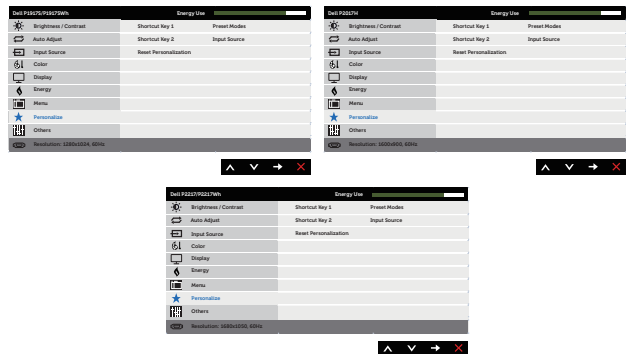 Dell P1917S/P1917SWh Energy Use
Brightness / Contrast Shortcut Key 1 Preset Modes
Auto Adjust Shortcut Key 2 Input Source
Input Source Reset Personalization
Color
Display
Energy
Menu
Personalize
Others
Resolution: 1280x1024, 60Hz
Dell P2017H Energy Use
Brightness / Contrast Shortcut Key 1 Preset Modes
Auto Adjust Shortcut Key 2 Input Source
Input Source Reset Personalization
Color
Display
Energy
Menu
Personalize
Others
Resolution: 1600x900, 60Hz
Dell P2217/P2217Wh Energy Use
Brightness / Contrast Shortcut Key 1 Preset Modes
Auto Adjust Shortcut Key 2 Input Source
Input Source Reset Personalization
Color
Display
Energy
Menu
Personalize
Others
Resolution: 1680x1050, 60Hz